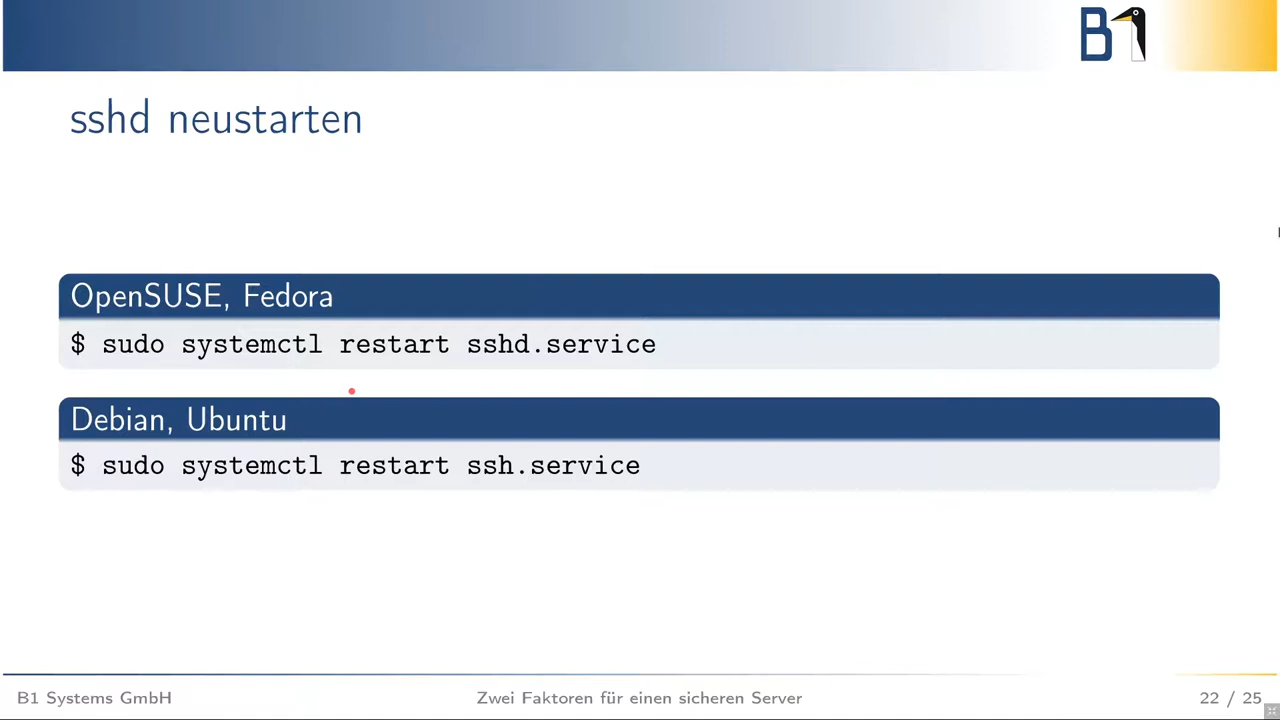 B1
sshd neustarten
OpenSUSE, Fedora
$ sudo systemctl restart sshd.service
Debian, Ubuntu
$ sudo systemctl restart ssh.service
B1 Systems GmbH
Zwei Faktoren für einen sicheren Server
22 / 25